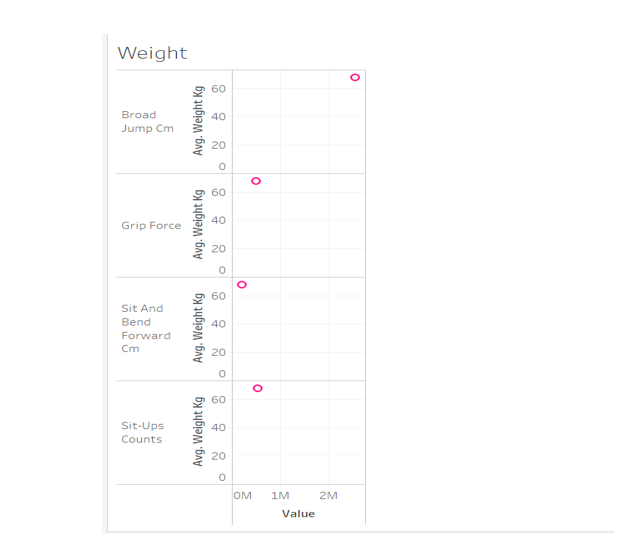 Weight
Broad
Jump Cm
Avg. Weight Kg
60
40
20
0
Grip Force
Avg. Weight Kg
60
40
20
0
Sit And
Bend
Forward
Cm
Avg. Weight Kg
60
40
20
0
Sit-Ups
Counts
Avg. Weight Kg
60
40
20
0
0M 1M 2M
Value